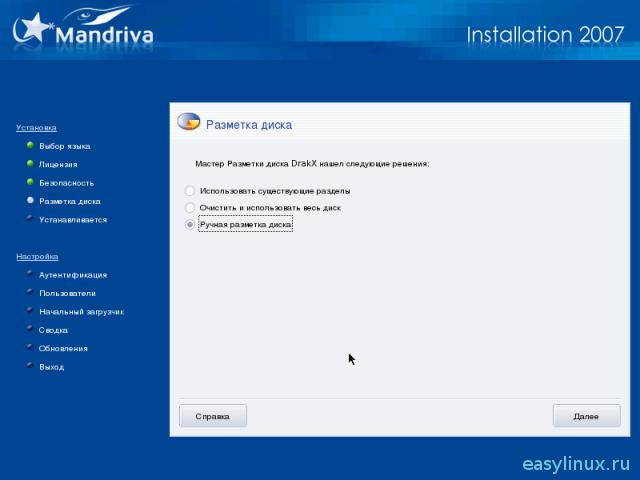 Mandriva
Installation 2007
Установка
Выбор языка
Лицензия
Безопасность
Разметка диска
Устанавливается
Настройка
Аутентификация
Пользователи
Начальный загрузчик
Сводка
Обновления
Выход
Разметка диска
Мастер Разметки диска DrakX нашел следующие решения:
Использовать существующие разделы
Очистить и использовать весь диск
Ручная разметка диска
Справка
Далее
easylinux.ru